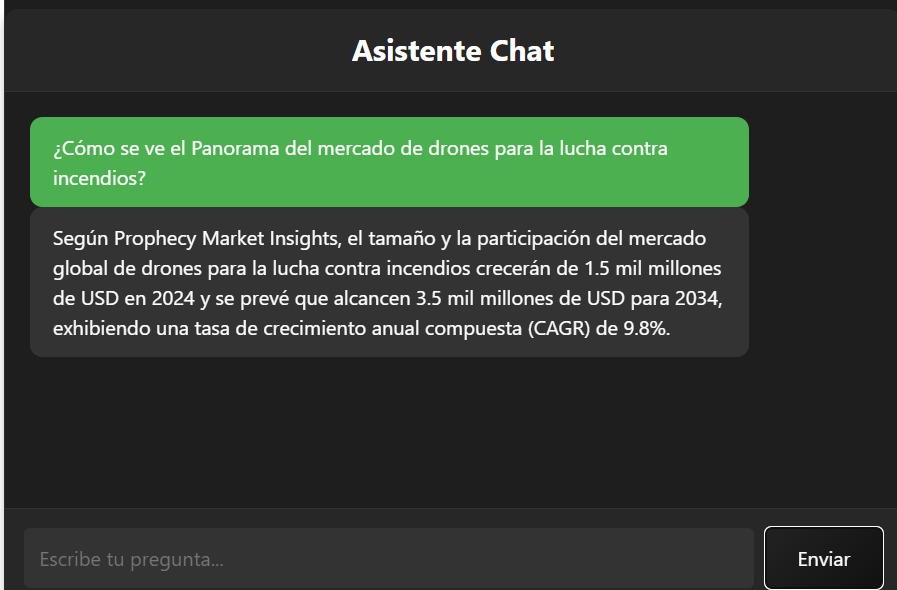 Asistente Chat
¿Cómo se ve el Panorama del mercado de drones para la lucha contra
incendios?
Según Prophecy Market Insights, el tamaño y la participación del mercado
global de drones para la lucha contra incendios crecerán de 1.5 mil millones
de USD en 2024 y se prevé que alcancen 3.5 mil millones de USD para 2034,
exhibiendo una tasa de crecimiento anual compuesta (CAGR) de 9.8%.
Escribe tu pregunta...
Enviar